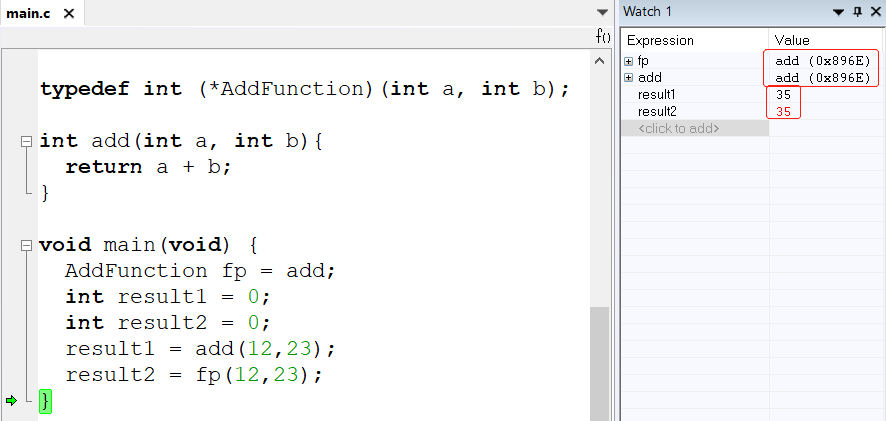 main.c
f()
typedef int (*AddFunction)(int a, int b);
int add(int a, int b){
  return a + b;
}
void main(void) {
  AddFunction fp = add;
  int result1 = 0;
  int result2 = 0;
  result1 = add(12,23);
  result2 = fp(12,23);
}
Watch 1
Expression Value
fp add (0x896E)
add add (0x896E)
result1 35
result2 35
<click to add>